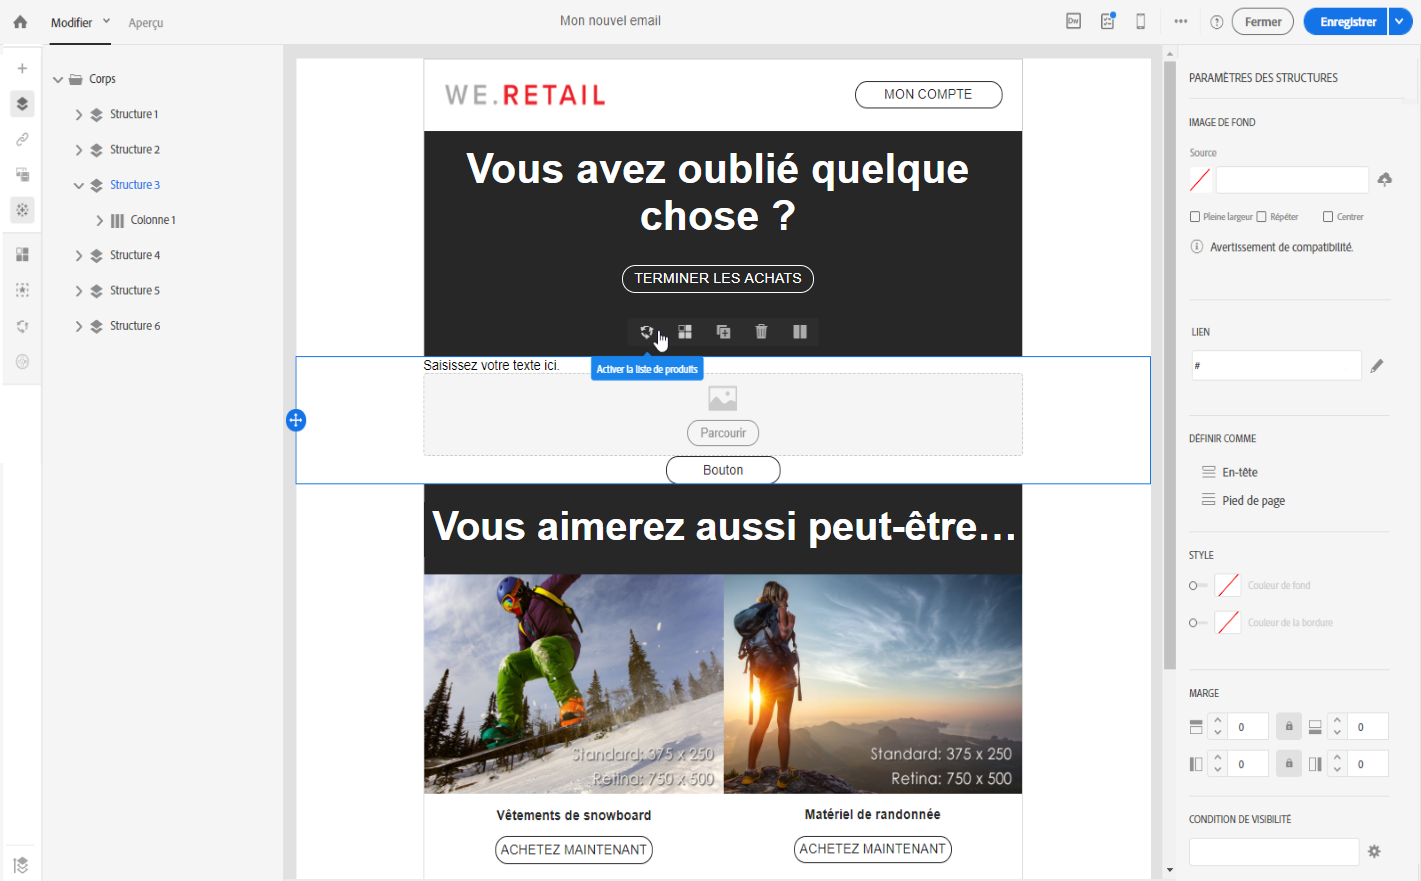 Modifier
Aperçu
Mon nouvel email
Dw
Fermer
Enregistrer
Corps
Structure 1
Structure 2
Structure 3
Colonne 1
Structure 4
Structure 5
Structure 6
WE.RETAIL
MON COMPTE
Vous avez oublié quelque
chose ?
TERMINER LES ACHATS
Saisissez votre texte ici.
Activer la liste de produits
Parcourir
Bouton
Vous aimerez aussi peut-être…
Standard: 375 x 250
Retina: 750 x 500
Standard: 375 x 250
Retina: 750 x 500
Vêtements de snowboard
Matériel de randonnée
ACHETEZ MAINTENANT
ACHETEZ MAINTENANT
PARAMÈTRES DES STRUCTURES
IMAGE DE FOND
Source
Pleine largeur
Répéter
Centrer
Avertissement de compatibilité.
LIEN
#
DÉFINIR COMME
En-tête
Pied de page
STYLE
Couleur de fond
Couleur de la bordure
MARGE
0
0
0
0
CONDITION DE VISIBILITÉ